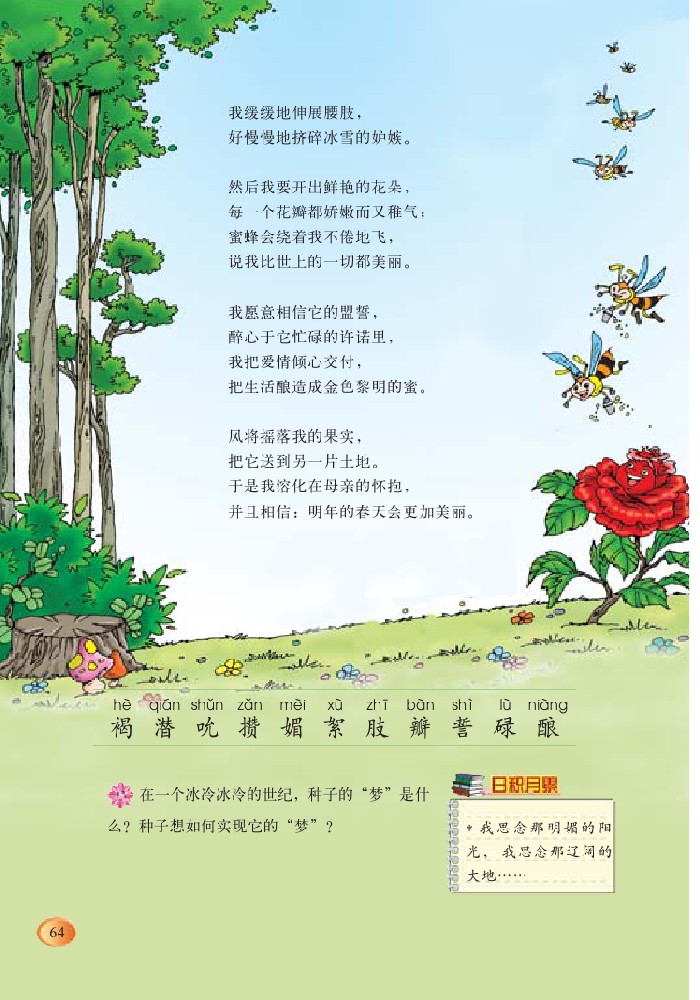 我缓缓地伸展腰肢，
好慢慢地挤碎冰雪的妒嫉。
然后我要开出鲜艳的花朵，
每一个花瓣都娇嫩而又稚气；
蜜蜂会绕着我不倦地飞，
说我比世上的一切都美丽。
我愿意相信它的盟誓，
醉心于它忙碌的许诺里，
我把爱情倾心交付，
把生活酿造成金色黎明的蜜。
风将摇落我的果实，
把它送到另一片土地。
于是我溶化在母亲的怀抱，
并且相信：明年的春天会更加美丽。
hè qián shǔn zǎn mèi xù zhī bàn shì lù niàng
褐 潜 吮 攒 媚 絮 肢 瓣 誓 碌 酿
在一个冰冷冰冷的世纪，种子的“梦”是什
么？种子想如何实现它的“梦”？
日积月累
* 我思念那明媚的阳
光，我思念那辽阔的
大地……
64